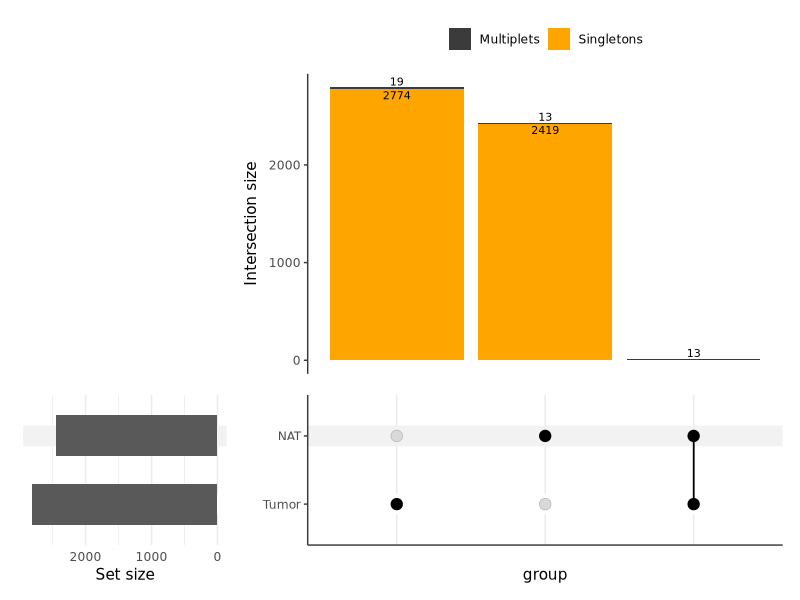 Multiplets Singletons
19
2774
13
2419
13
Intersection size
2000
1000
0
NAT
Tumor
2000 1000 0
Set size
group